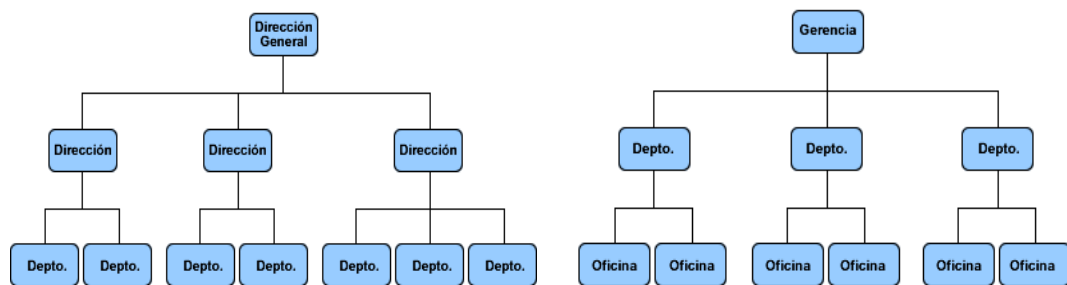 Dirección
General
Dirección
Dirección
Dirección
Depto.
Depto.
Depto.
Depto.
Depto.
Depto.
Depto.
Gerencia
Depto.
Depto.
Depto.
Oficina
Oficina
Oficina
Oficina
Oficina
Oficina